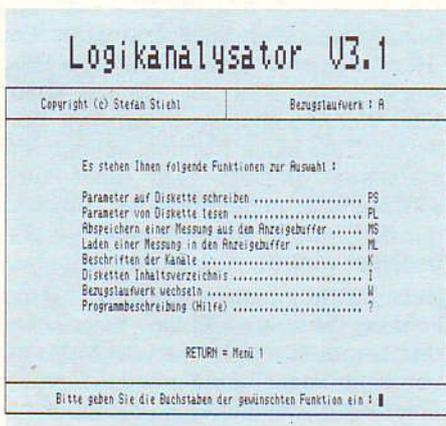 Logikanalysator V3.1
Copyright (c) Stefan Stiehl Bezugslaufwerk : A
Es stehen Ihnen folgende Funktionen zur Auswahl :
Parameter auf Diskette schreiben ...................... PS
Parameter von Diskette lesen .......................... PL
Abspeichern einer Messung aus dem Anzeigebuffer ...... MS
Laden einer Messung in den Anzeigebuffer .............. ML
Beschriften der Kanäle ................................ K
Disketten Inhaltsverzeichnis .......................... I
Bezugslaufwerk wechseln ............................... W
Programmbeschreibung (Hilfe) .......................... ?
RETURN = Menü 1
Bitte geben Sie die Buchstaben der gewünschten Funktion ein :